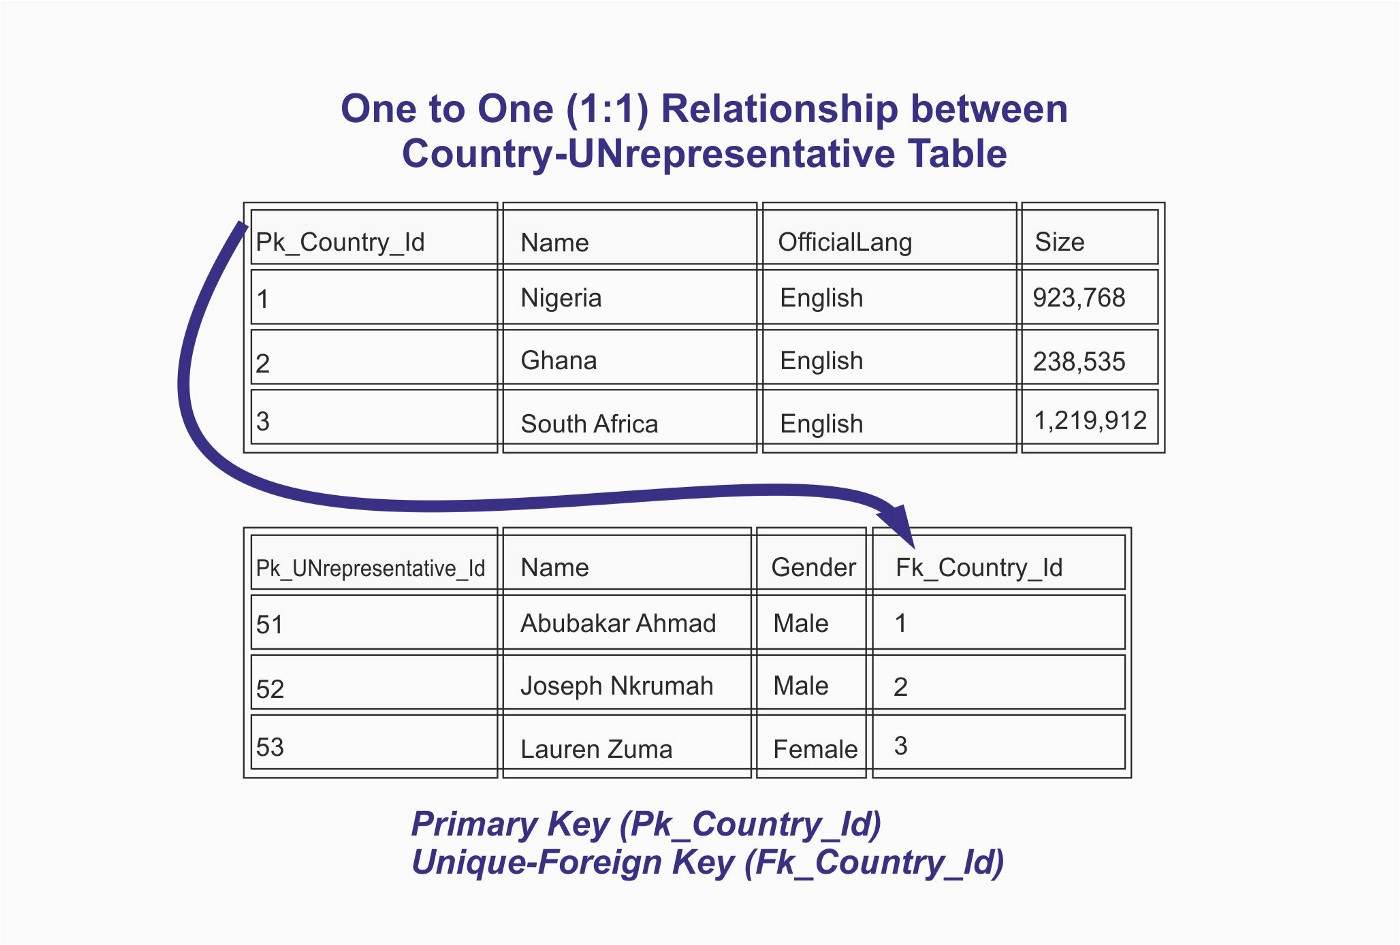 One to One (1:1) Relationship between
Country-UNrepresentative Table
Pk_Country_Id Name OfficialLang Size
1 Nigeria English 923,768
2 Ghana English 238,535
3 South Africa English 1,219,912
Pk_UNrepresentative_Id Name Gender Fk_Country_Id
51 Abubakar Ahmad Male 1
52 Joseph Nkrumah Male 2
53 Lauren Zuma Female 3
Primary Key (Pk_Country_Id)
Unique-Foreign Key (Fk_Country_Id)